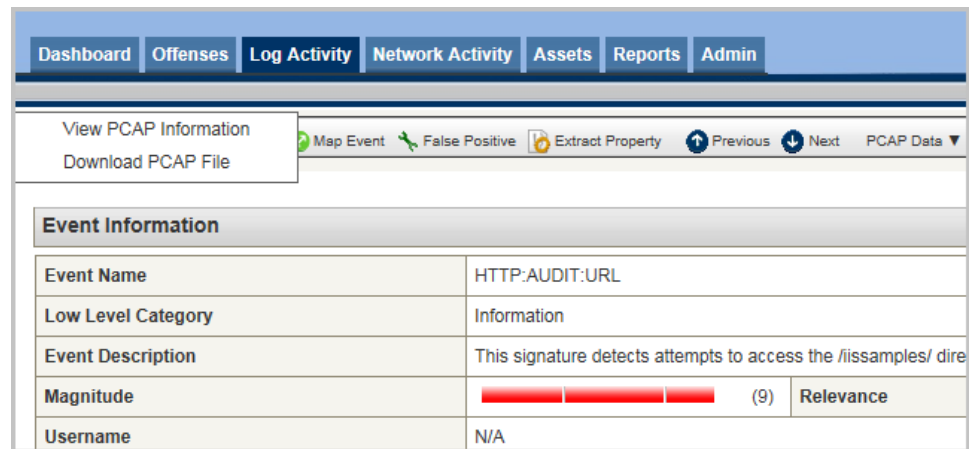 Dashboard Offenses Log Activity Network Activity Assets Reports Admin
View PCAP Information
Download PCAP File
Map Event False Positive Extract Property Previous Next PCAP Data ▼
Event Information
Event Name HTTP:AUDIT:URL
Low Level Category Information
Event Description This signature detects attempts to access the /iissamples/ dire
Magnitude (9) Relevance
Username N/A